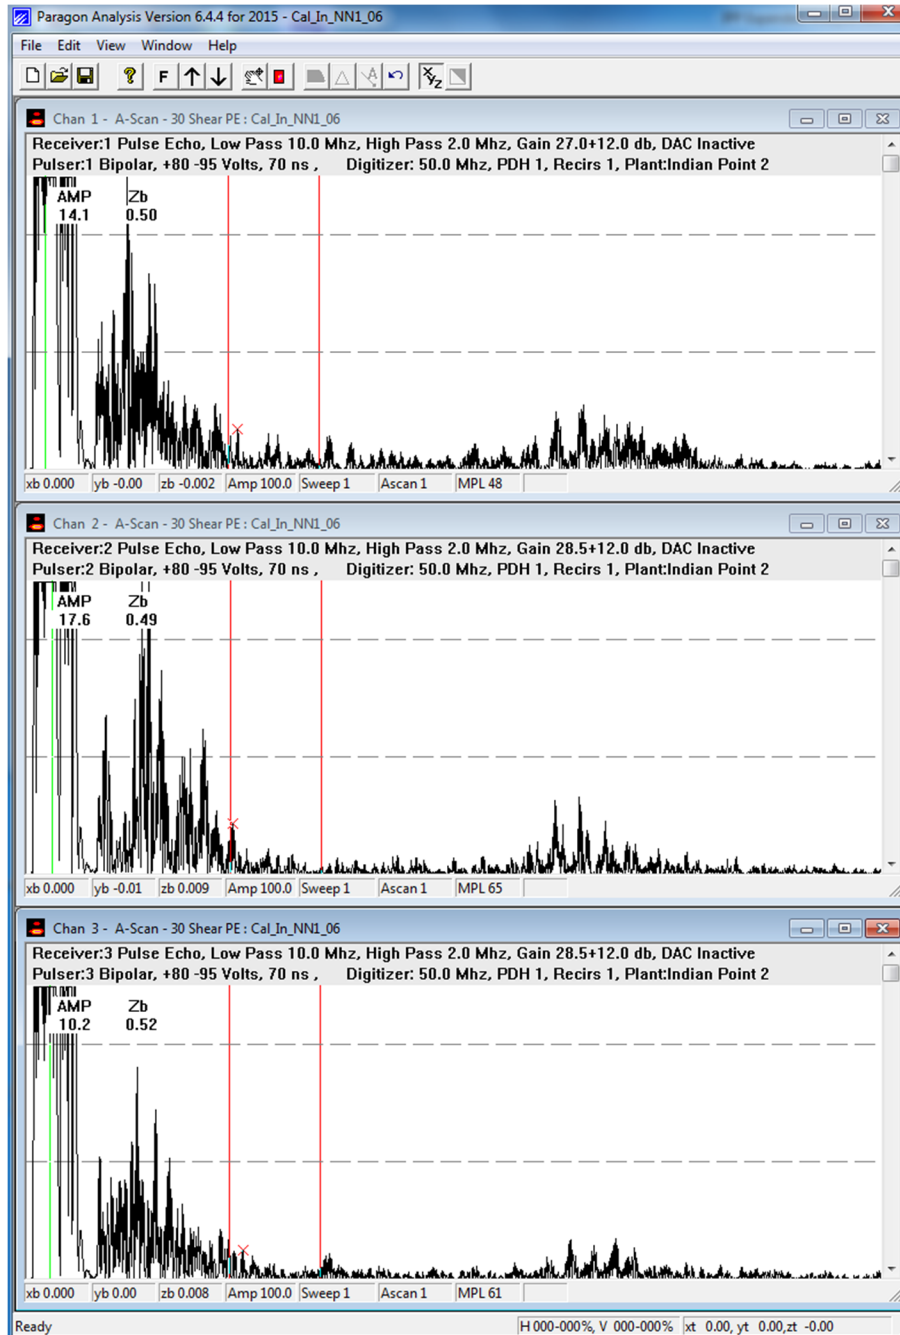 Paragon Analysis Version 6.4.4 for 2015 - Cal_In_NN1_06
File Edit View Window Help
F XYZ
Chan 1 - A-Scan - 30 Shear PE : Cal_In_NN1_06
Receiver:1 Pulse Echo, Low Pass 10.0 Mhz, High Pass 2.0 Mhz, Gain 27.0+12.0 db, DAC Inactive
Pulser:1 Bipolar, +80 -95 Volts, 70 ns , Digitizer: 50.0 Mhz, PDH 1, Recirs 1, Plant:Indian Point 2
AMP Zb
14.1 0.50
xb 0.000 yb -0.00 zb -0.002 Amp 100.0 Sweep 1 Ascan 1 MPL 48
Chan 2 - A-Scan - 30 Shear PE : Cal_In_NN1_06
Receiver:2 Pulse Echo, Low Pass 10.0 Mhz, High Pass 2.0 Mhz, Gain 28.5+12.0 db, DAC Inactive
Pulser:2 Bipolar, +80 -95 Volts, 70 ns , Digitizer: 50.0 Mhz, PDH 1, Recirs 1, Plant:Indian Point 2
AMP Zb
17.6 0.49
xb 0.000 yb -0.01 zb 0.009 Amp 100.0 Sweep 1 Ascan 1 MPL 65
Chan 3 - A-Scan - 30 Shear PE : Cal_In_NN1_06
Receiver:3 Pulse Echo, Low Pass 10.0 Mhz, High Pass 2.0 Mhz, Gain 28.5+12.0 db, DAC Inactive
Pulser:3 Bipolar, +80 -95 Volts, 70 ns , Digitizer: 50.0 Mhz, PDH 1, Recirs 1, Plant:Indian Point 2
AMP Zb
10.2 0.52
xb 0.000 yb 0.00 zb 0.008 Amp 100.0 Sweep 1 Ascan 1 MPL 61
Ready H 000-000%, V 000-000% xt 0.00, yt 0.00,zt -0.00